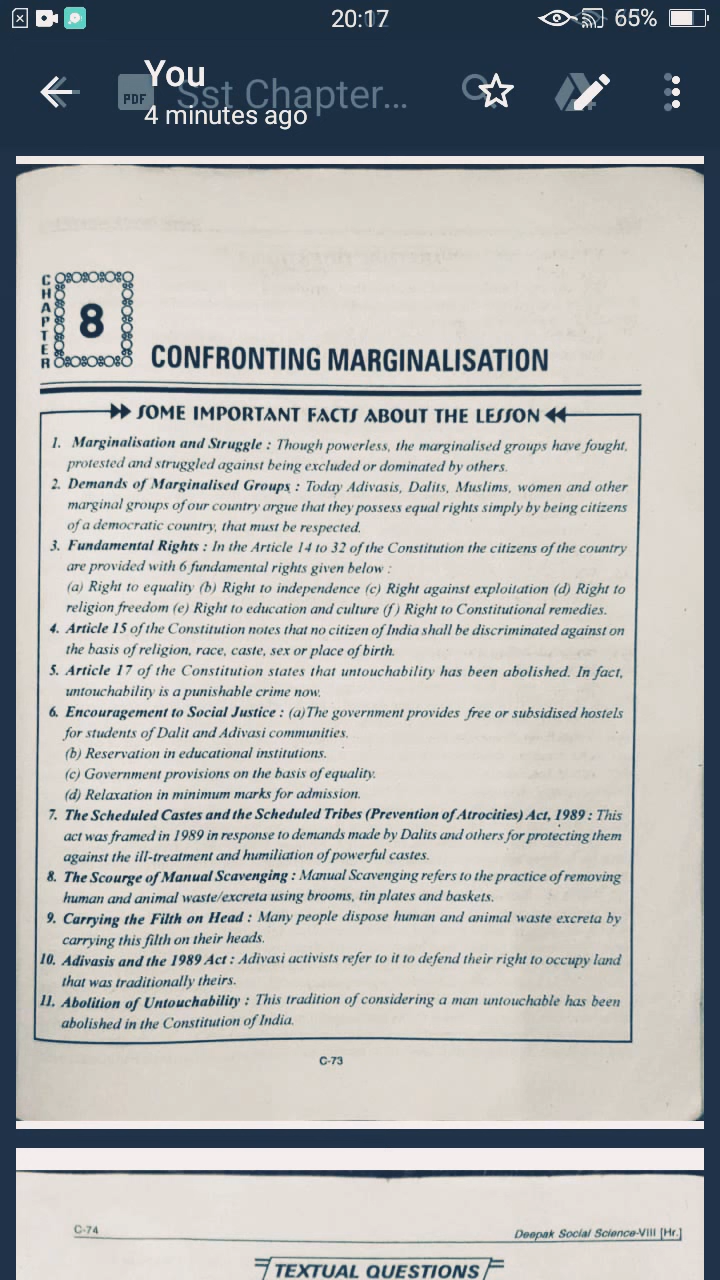 20:17
65%
You
PDF
Sst Chapter...
4 minutes ago
CHAPTER
8
CONFRONTING MARGINALISATION
SOME IMPORTANT FACTS ABOUT THE LESSON
1. Marginalisation and Struggle : Though powerless, the marginalised groups have fought,
protested and struggled against being excluded or dominated by others.
2. Demands of Marginalised Groups : Today Adivasis, Dalits, Muslims, women and other
marginal groups of our country argue that they possess equal rights simply by being citizens
of a democratic country, that must be respected.
3. Fundamental Rights : In the Article 14 to 32 of the Constitution the citizens of the country
are provided with 6 fundamental rights given below :
(a) Right to equality (b) Right to independence (c) Right against exploitation (d) Right to
religion freedom (e) Right to education and culture (f) Right to Constitutional remedies.
4. Article 15 of the Constitution notes that no citizen of India shall be discriminated against on
the basis of religion, race, caste, sex or place of birth.
5. Article 17 of the Constitution states that untouchability has been abolished. In fact,
untouchability is a punishable crime now.
6. Encouragement to Social Justice : (a)The government provides free or subsidised hostels
for students of Dalit and Adivasi communities.
(b) Reservation in educational institutions.
(c) Government provisions on the basis of equality.
(d) Relaxation in minimum marks for admission.
7. The Scheduled Castes and the Scheduled Tribes (Prevention of Atrocities) Act, 1989 : This
act was framed in 1989 in response to demands made by Dalits and others for protecting them
against the ill-treatment and humiliation of powerful castes.
8. The Scourge of Manual Scavenging : Manual Scavenging refers to the practice of removing
human and animal waste/excreta using brooms, tin plates and baskets.
9. Carrying the Filth on Head : Many people dispose human and animal waste excreta by
carrying this filth on their heads.
10. Adivasis and the 1989 Act : Adivasi activists refer to it to defend their right to occupy land
that was traditionally theirs.
11. Abolition of Untouchability : This tradition of considering a man untouchable has been
abolished in the Constitution of India.
C-73
C-74
Deepak Social Science-VIII [Hr.]
TEXTUAL QUESTIONS